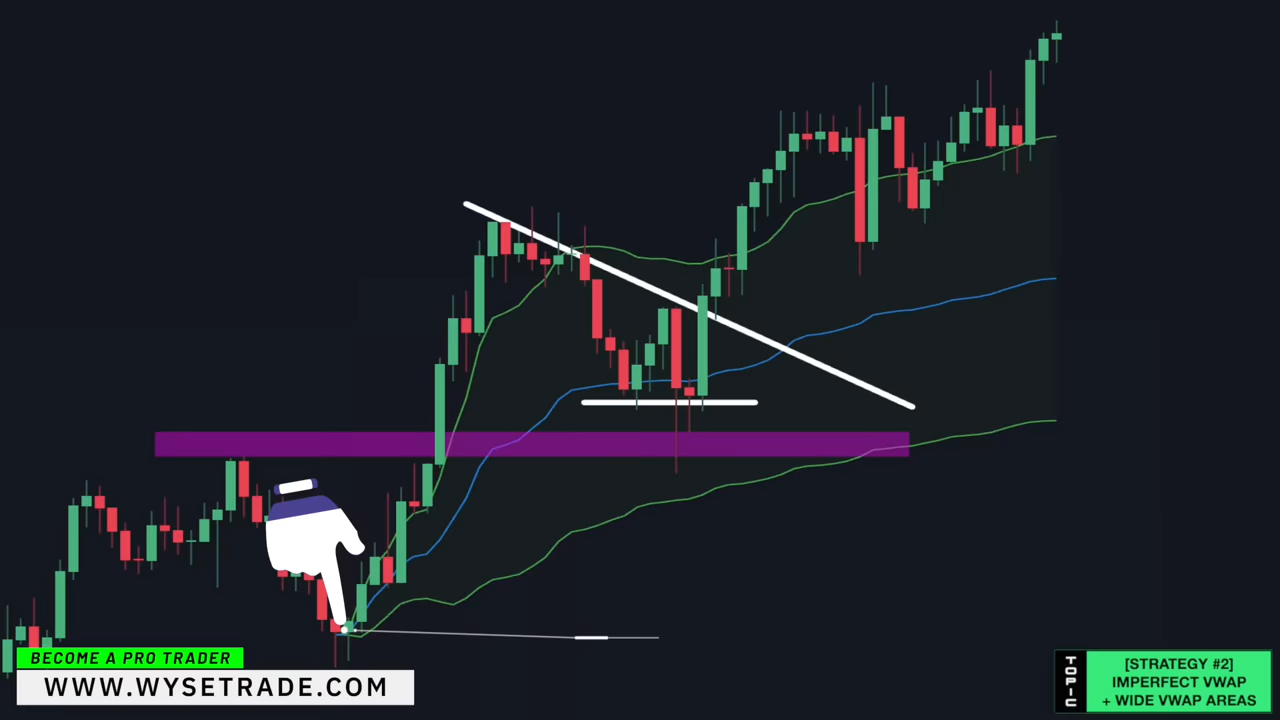 BECOME A PRO TRADER
WWW.WYSETRADE.COM
TOPIC
[STRATEGY #2]
IMPERFECT VWAP
+ WIDE VWAP AREAS